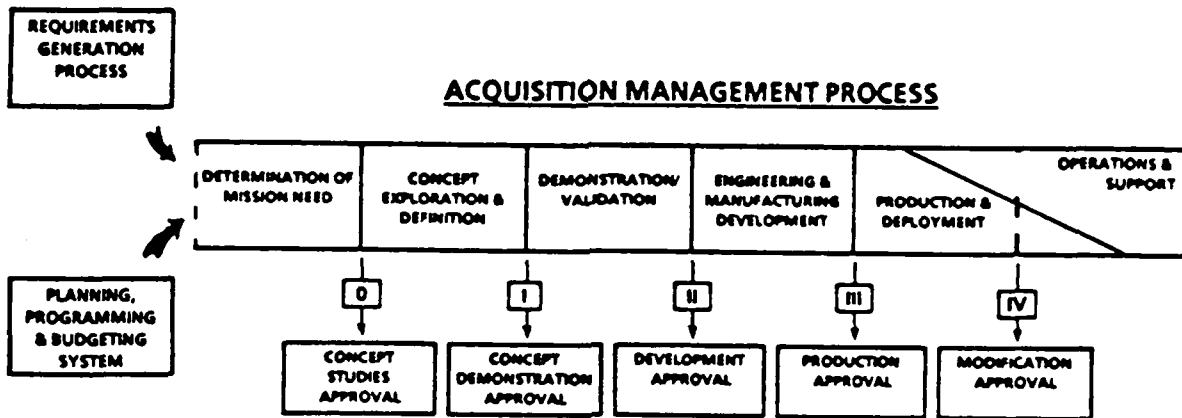 REQUIREMENTS
GENERATION
PROCESS
ACQUISITION MANAGEMENT PROCESS
DETERMINATION OF
MISSION NEED
CONCEPT
EXPLORATION &
DEFINITION
DEMONSTRATION/
VALIDATION
ENGINEERING &
MANUFACTURING
DEVELOPMENT
PRODUCTION &
DEPLOYMENT
OPERATIONS &
SUPPORT
PLANNING,
PROGRAMMING
& BUDGETING
SYSTEM
0
I
II
III
IV
CONCEPT
STUDIES
APPROVAL
CONCEPT
DEMONSTRATION
APPROVAL
DEVELOPMENT
APPROVAL
PRODUCTION
APPROVAL
MODIFICATION
APPROVAL